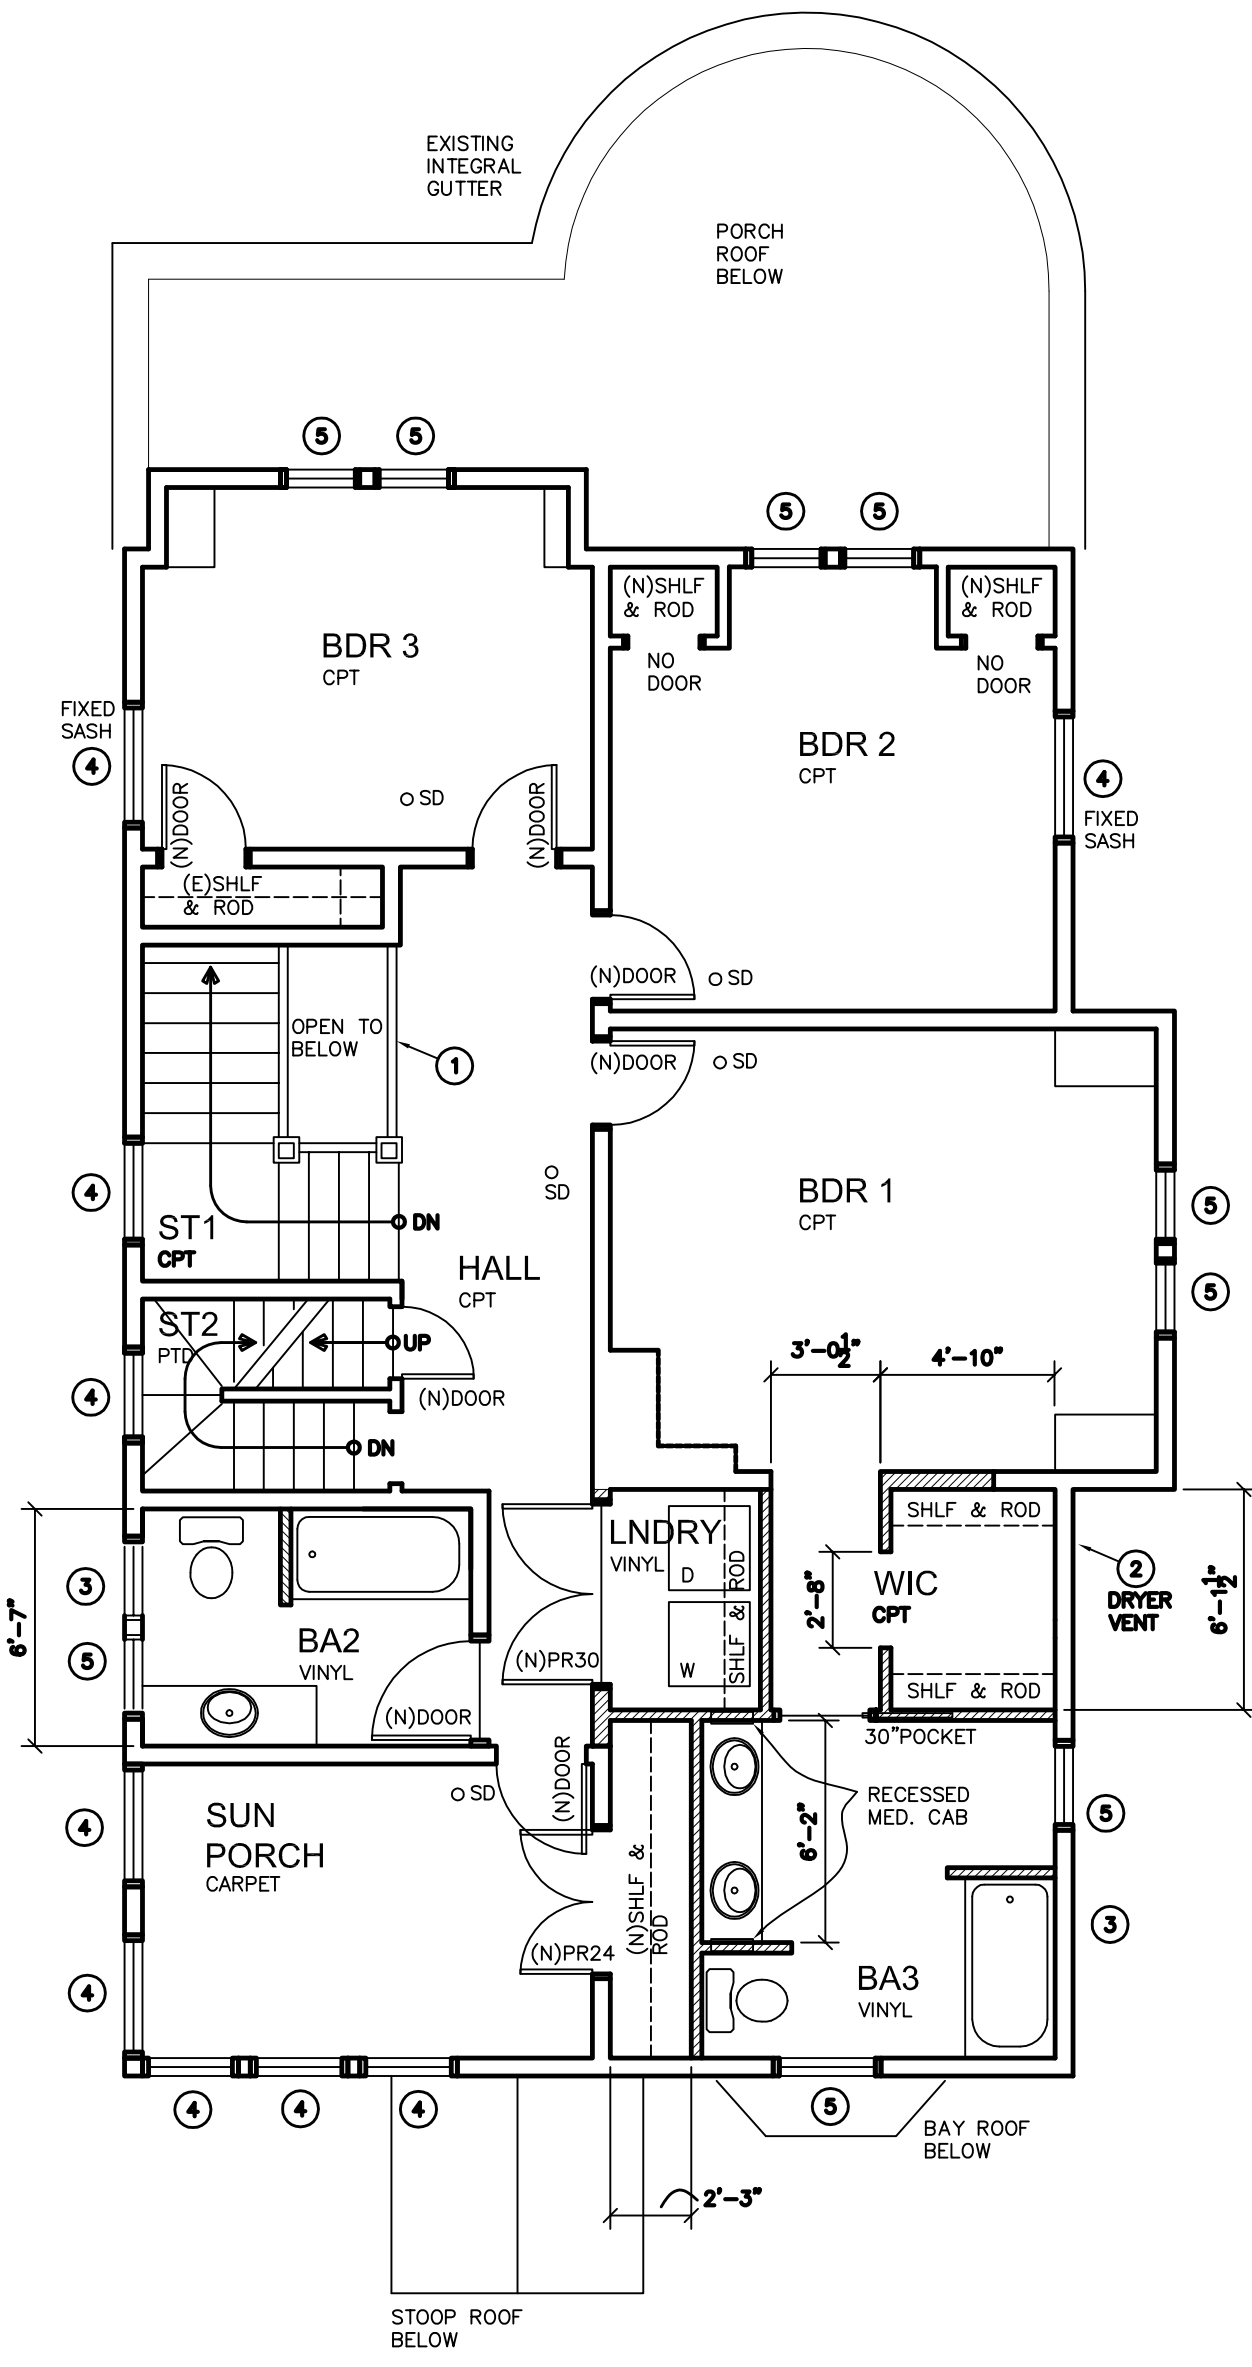 EXISTING
INTEGRAL
GUTTER
PORCH
ROOF
BELOW
5
5
5
5
(N)SHLF
& ROD
(N)SHLF
& ROD
BDR 3
CPT
NO
DOOR
NO
DOOR
FIXED
SASH
4
BDR 2
CPT
4
FIXED
SASH
SD
(N)DOOR
(N)DOOR
(E)SHLF
& ROD
(N)DOOR
SD
OPEN TO
BELOW
1
(N)DOOR
SD
4
SD
BDR 1
CPT
5
ST1
CPT
DN
HALL
CPT
5
ST2
PTD
UP
3'-0 1/2"
4'-10"
4
(N)DOOR
DN
SHLF & ROD
LNDRY
VINYL
D
W
SHLF & ROD
2'-8"
WIC
CPT
2
DRYER
VENT
6'-1 1/2"
3
6'-7"
BA2
VINYL
5
(N)PR30
SHLF & ROD
(N)DOOR
30"POCKET
(N)DOOR
SD
RECESSED
MED. CAB
5
SUN
PORCH
CARPET
4
6'-2"
(N)SHLF &
ROD
3
(N)PR24
4
BA3
VINYL
4
4
4
5
BAY ROOF
BELOW
2'-3"
STOOP ROOF
BELOW